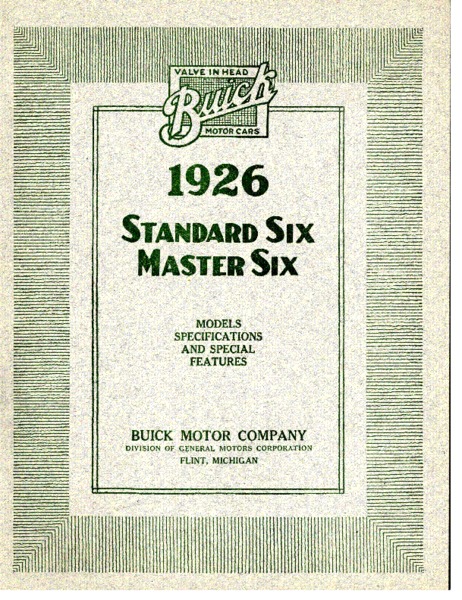 VALVE IN HEAD
Buick
MOTOR CARS
1926
STANDARD SIX
MASTER SIX
MODELS
SPECIFICATIONS
AND SPECIAL
FEATURES
BUICK MOTOR COMPANY
DIVISION OF GENERAL MOTORS CORPORATION
FLINT, MICHIGAN